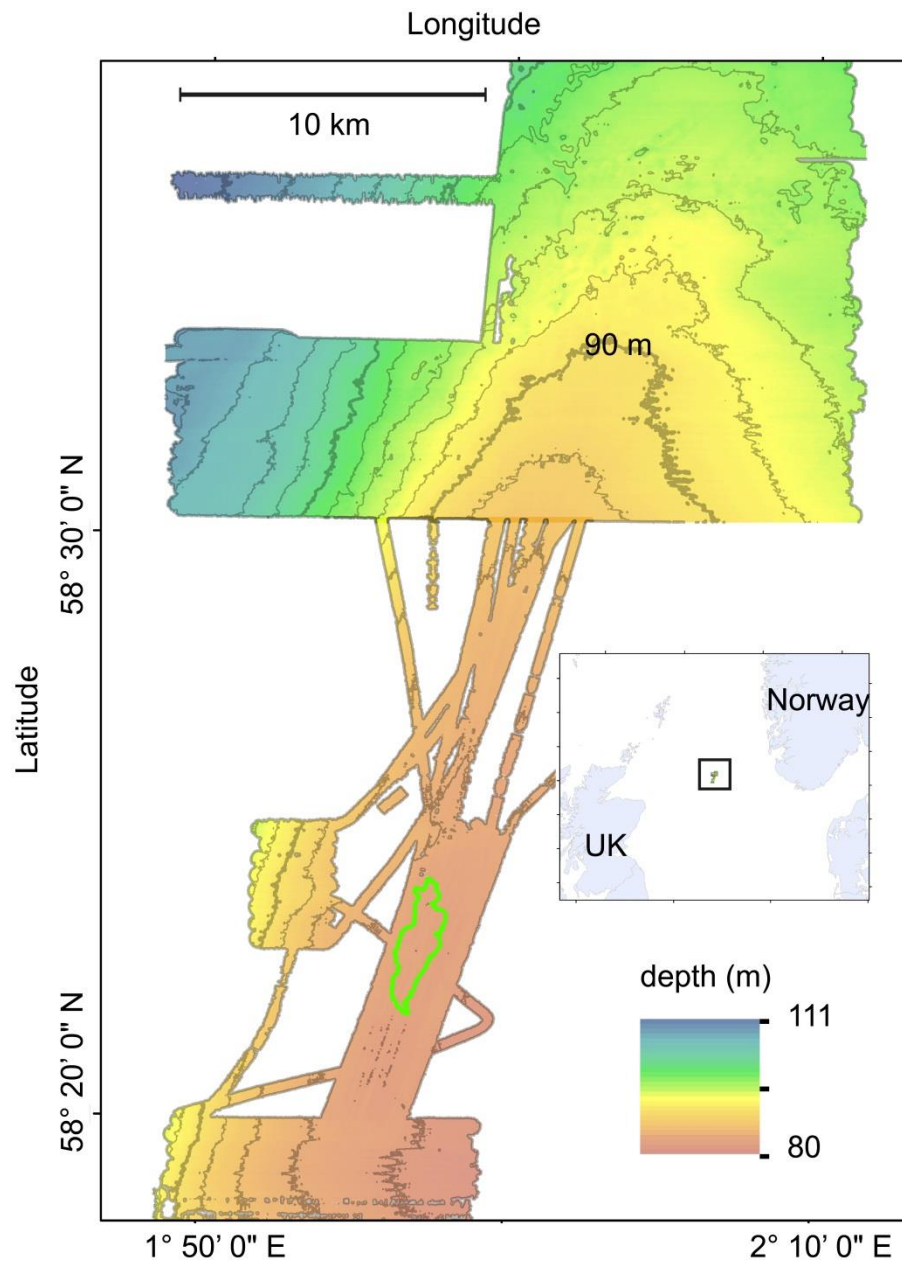 Longitude
10 km
90 m
58° 30' 0" N
Latitude
Norway
UK
depth (m)
111
80
58° 20' 0" N
1° 50' 0" E
2° 10' 0" E